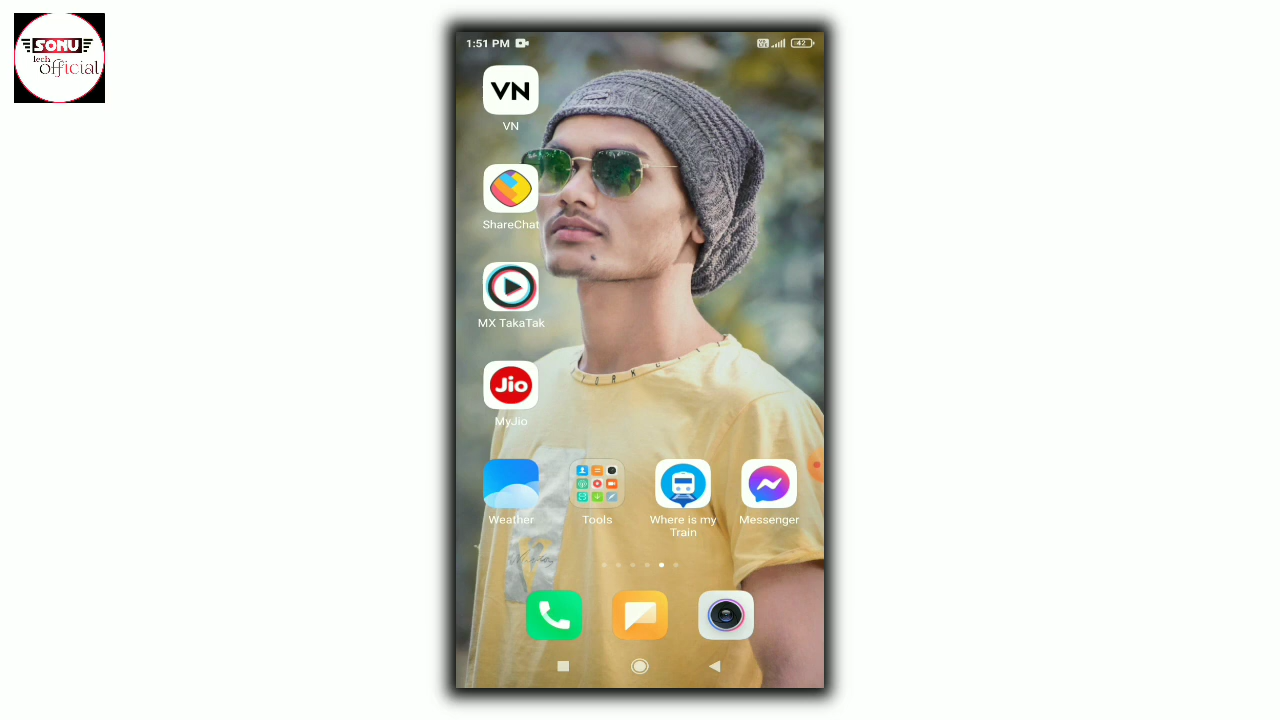 SONU
tech
official
1:51 PM
42
VN
VN
ShareChat
MX TakaTak
Jio
MyJio
Weather
Tools
Where is my
Train
Messenger